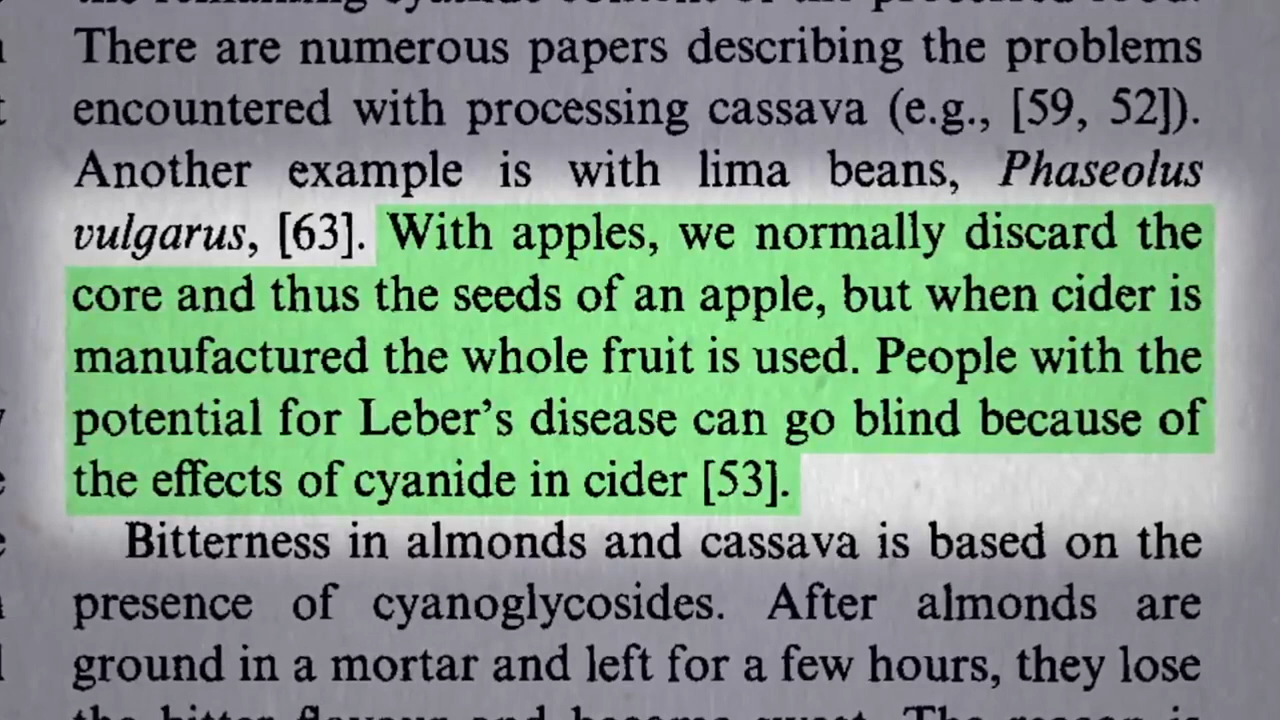 There are numerous papers describing the problems
encountered with processing cassava (e.g., [59, 52]).
Another example is with lima beans, Phaseolus
vulgarus, [63]. With apples, we normally discard the
core and thus the seeds of an apple, but when cider is
manufactured the whole fruit is used. People with the
potential for Leber’s disease can go blind because of
the effects of cyanide in cider [53].
Bitterness in almonds and cassava is based on the
presence of cyanoglycosides. After almonds are
ground in a mortar and left for a few hours, they lose